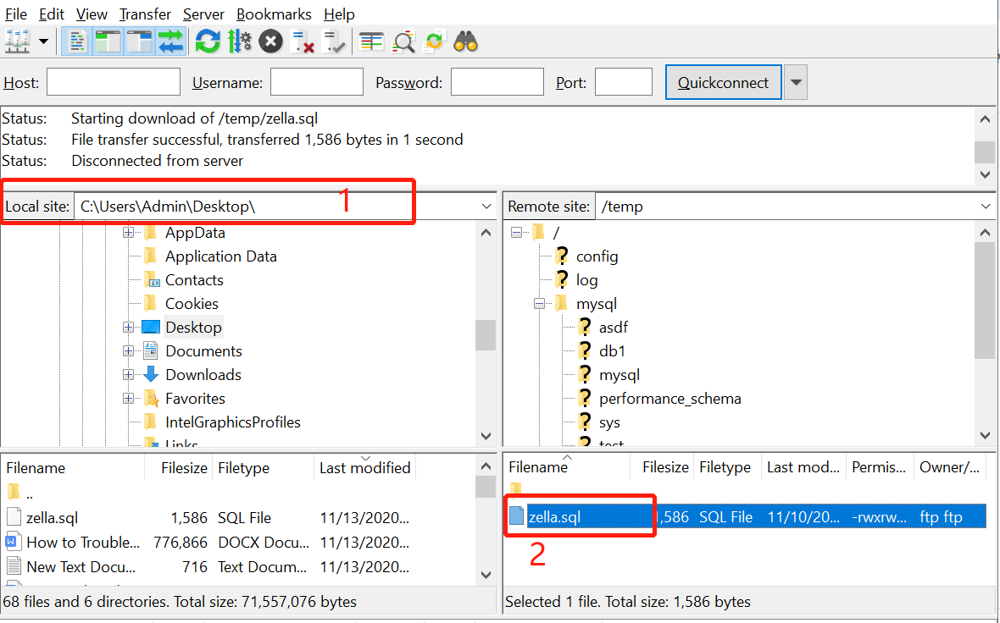 File Edit View Transfer Server Bookmarks Help
Host: Username: Password: Port: Quickconnect
Status: Starting download of /temp/zella.sql
Status: File transfer successful, transferred 1,586 bytes in 1 second
Status: Disconnected from server
Local site: C:\Users\Admin\Desktop\ 1
AppData
Application Data
Contacts
Cookies
Desktop
Documents
Downloads
Favorites
IntelGraphicsProfiles
Links
Remote site: /temp
/
config
log
mysql
asdf
db1
mysql
performance_schema
sys
test
Filename Filesize Filetype Last modified
..
zella.sql 1,586 SQL File 11/13/2020...
How to Trouble... 776,866 DOCX Docu... 11/13/2020...
New Text Docu... 716 Text Docum... 11/13/2020...
68 files and 6 directories. Total size: 71,557,076 bytes
Filename Filesize Filetype Last mod... Permis... Owner/...
zella.sql 1,586 SQL File 11/10/20... -rwxrw... ftp ftp
2
Selected 1 file. Total size: 1,586 bytes